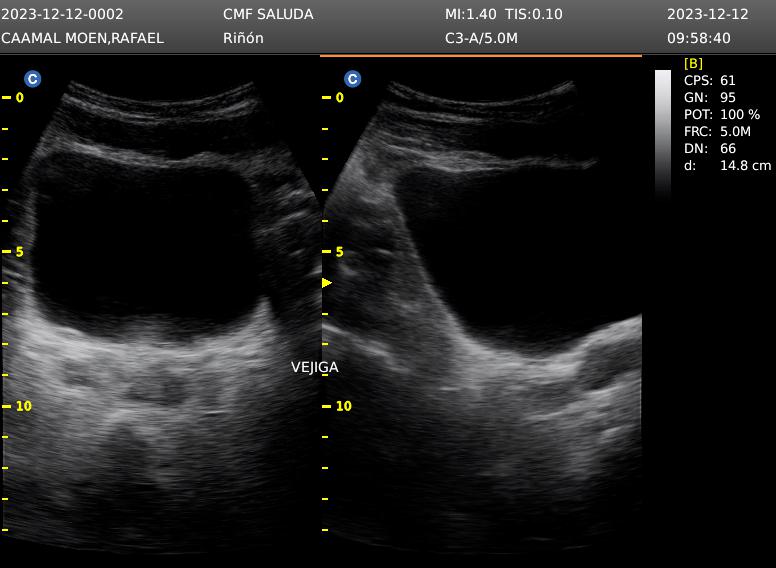 2023-12-12-0002 CMF SALUDA MI:1.40 TIS:0.10 2023-12-12
CAAMAL MOEN,RAFAEL Riñón C3-A/5.0M 09:58:40
[B]
CPS: 61
GN: 95
POT: 100 %
FRC: 5.0M
DN: 66
d: 14.8 cm
C
C
0
0
5
5
VEJIGA
10
10